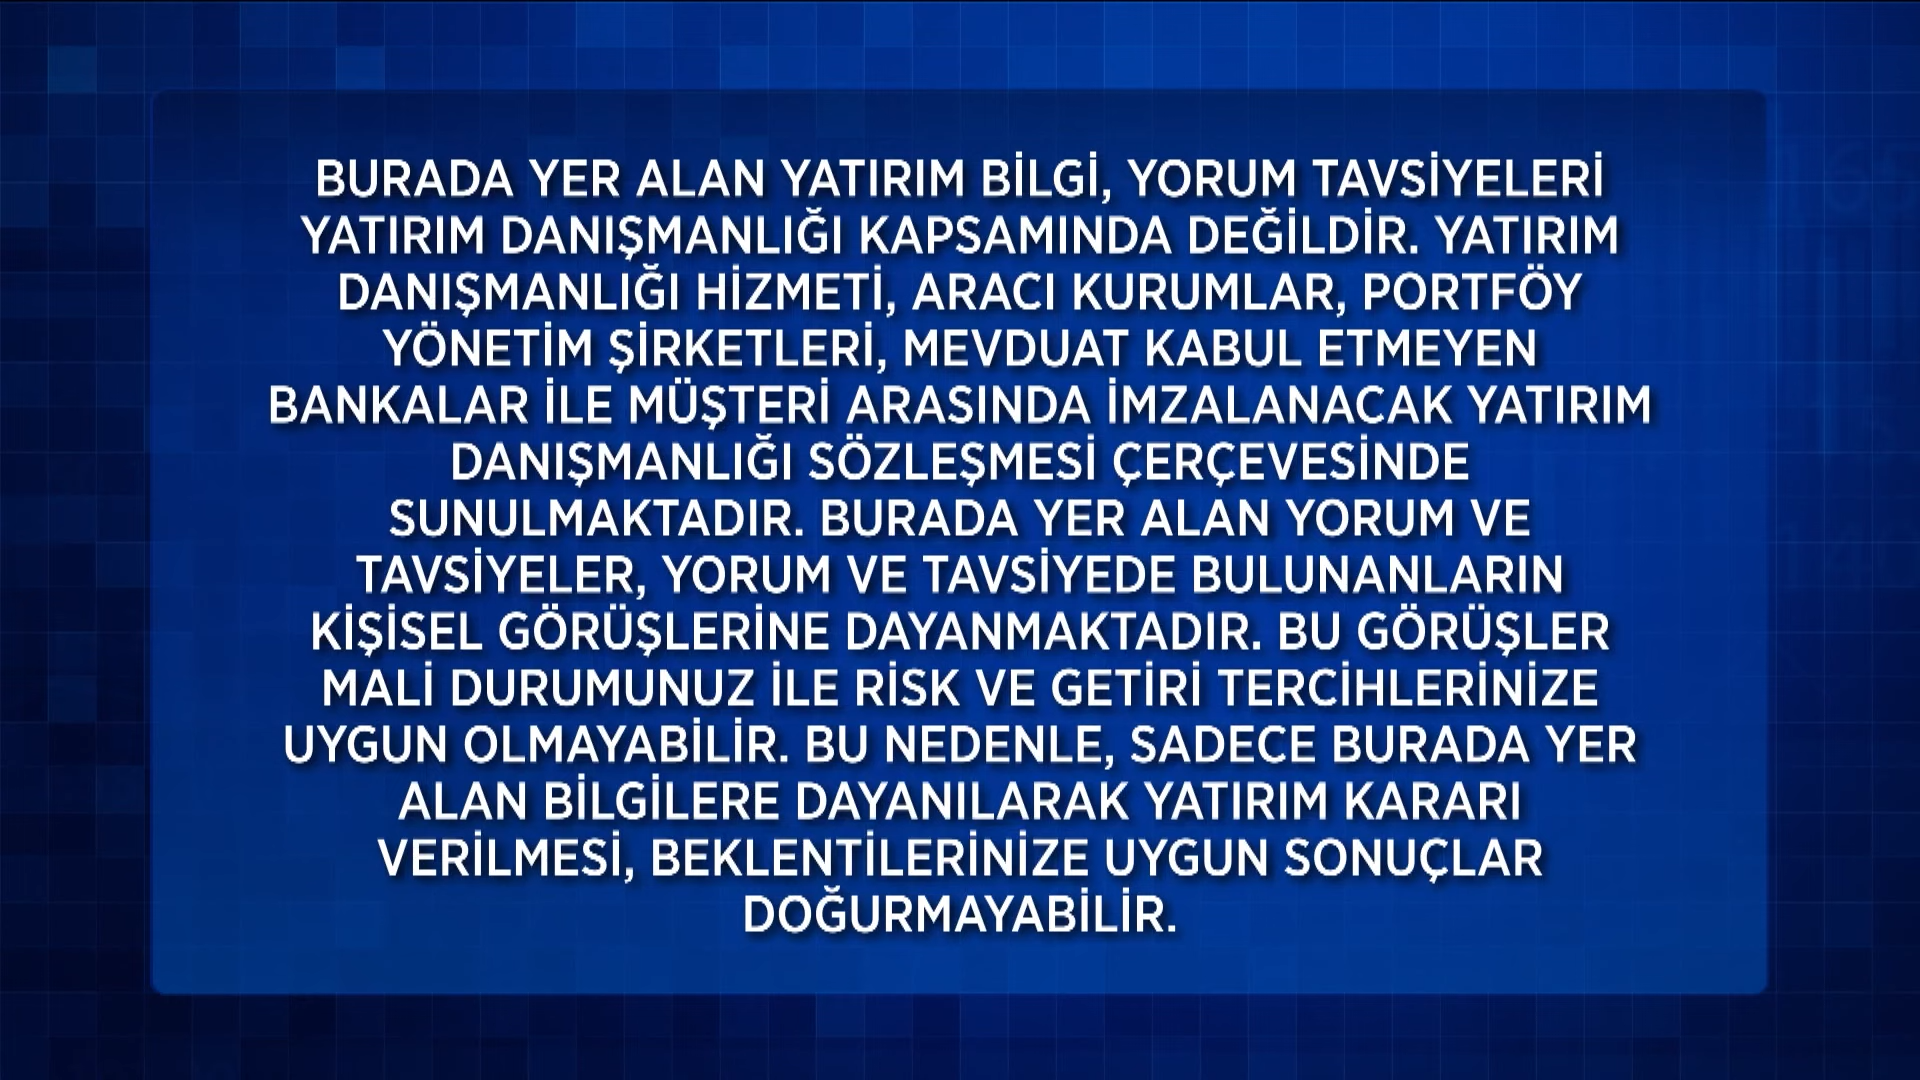 BURADA YER ALAN YATIRIM BİLGİ, YORUM TAVSİYELERİ
YATIRIM DANIŞMANLIĞI KAPSAMINDA DEĞİLDİR. YATIRIM
DANIŞMANLIĞI HİZMETİ, ARACI KURUMLAR, PORTFÖY
YÖNETİM ŞİRKETLERİ, MEVDUAT KABUL ETMEYEN
BANKALAR İLE MÜŞTERİ ARASINDA İMZALANACAK YATIRIM
DANIŞMANLIĞI SÖZLEŞMESİ ÇERÇEVESİNDE
SUNULMAKTADIR. BURADA YER ALAN YORUM VE
TAVSİYELER, YORUM VE TAVSİYEDE BULUNANLARIN
KİŞİSEL GÖRÜŞLERİNE DAYANMAKTADIR. BU GÖRÜŞLER
MALİ DURUMUNUZ İLE RİSK VE GETİRİ TERCİHLERİNİZE
UYGUN OLMAYABİLİR. BU NEDENLE, SADECE BURADA YER
ALAN BİLGİLERE DAYANILARAK YATIRIM KARARI
VERİLMESİ, BEKLENTİLERİNİZE UYGUN SONUÇLAR
DOĞURMAYABİLİR.